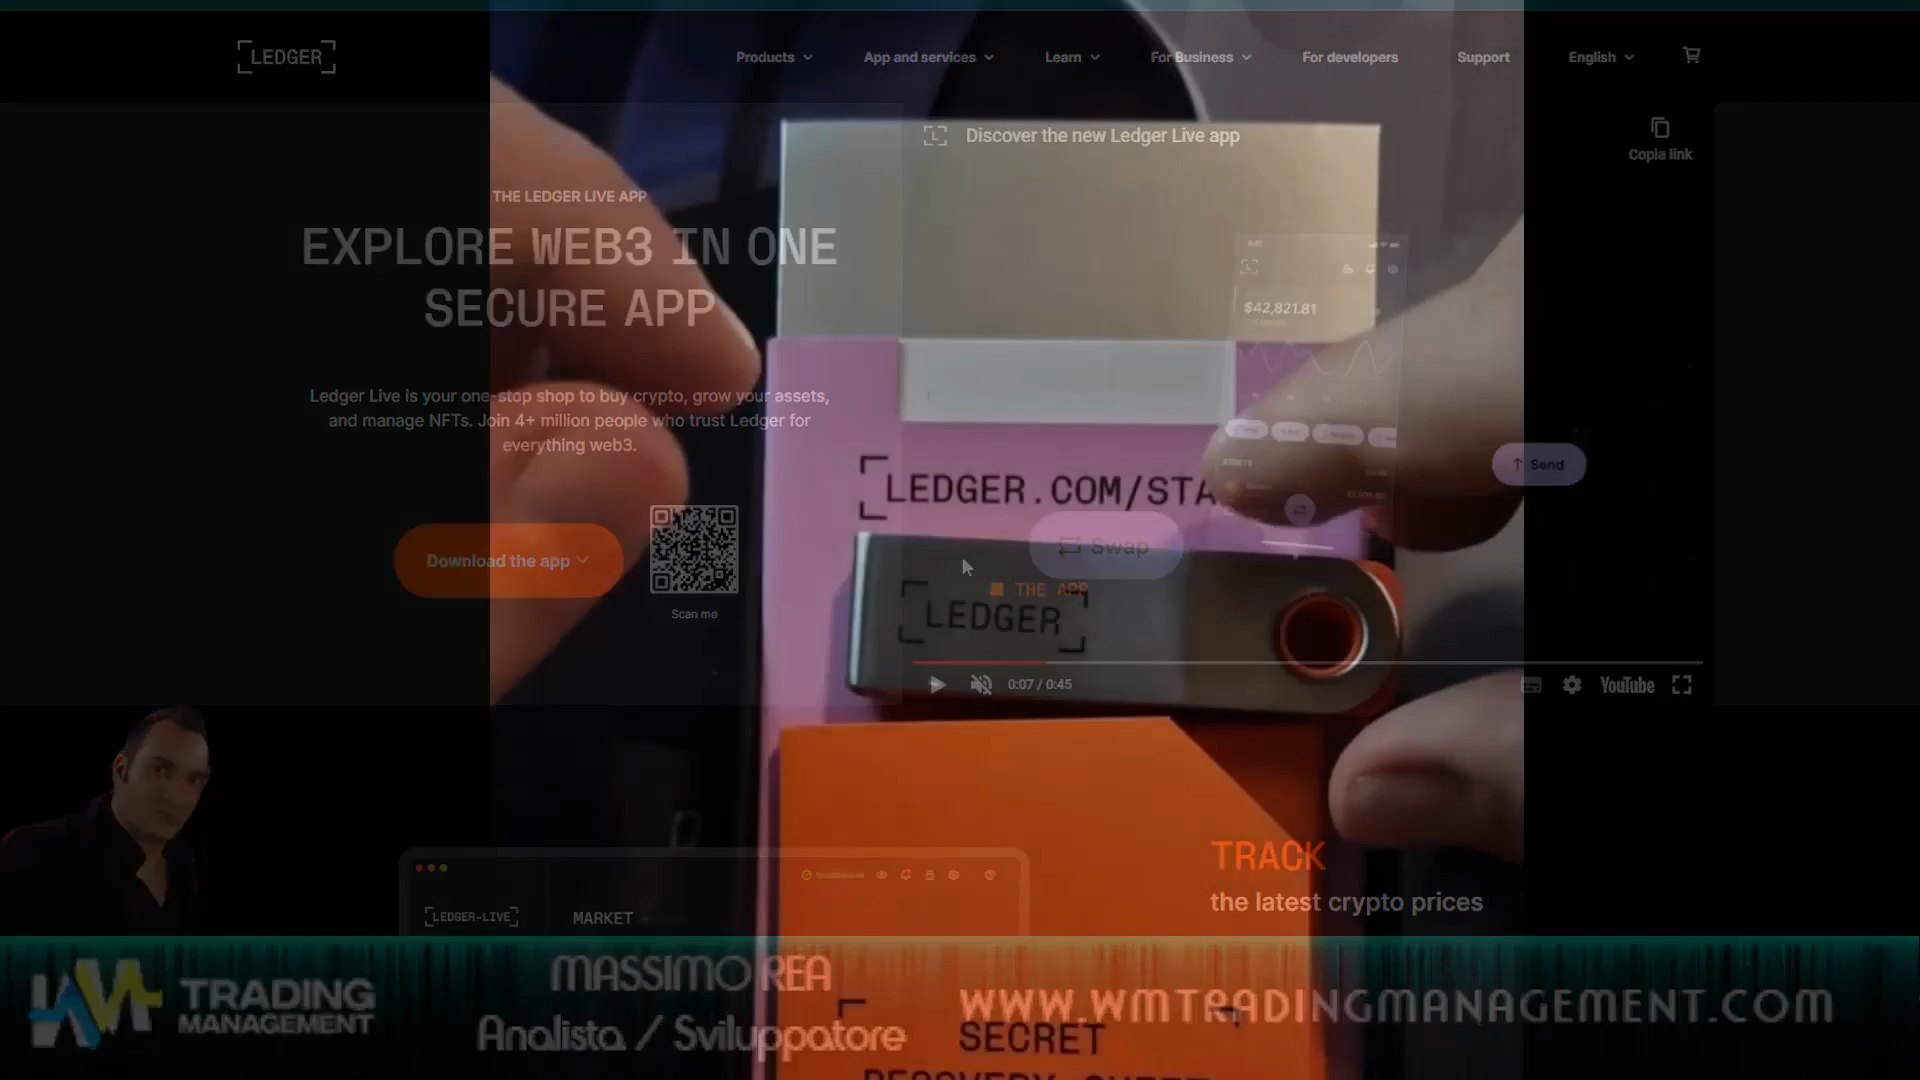 LEDGER
Products
App and services
Learn
For Business
For developers
Support
English
Discover the new Ledger Live app
Copia link
THE LEDGER LIVE APP
EXPLORE WEB3 IN ONE
SECURE APP
$42,821.81
Ledger Live is your one-stop shop to buy crypto, grow your assets,
and manage NFTs. Join 4+ million people who trust Ledger for
everything web3.
LEDGER.COM/STA
Send
Swap
Download the app
Scan me
THE APP
LEDGER
0:07 / 0:45
YouTube
TRACK
the latest crypto prices
LEDGER-LIVE
MARKET
TRADING
MANAGEMENT
MASSIMO REA
Analista / Sviluppatore
WWW.WMTRADINGMANAGEMENT.COM
SECRET
RECOVERY SHEET